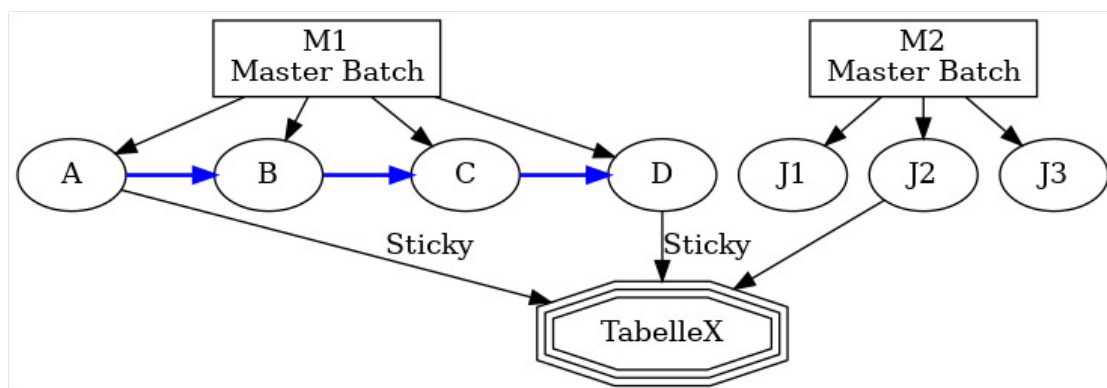 M1
Master Batch
M2
Master Batch
A
B
C
D
J1
J2
J3
Sticky
Sticky
TabelleX